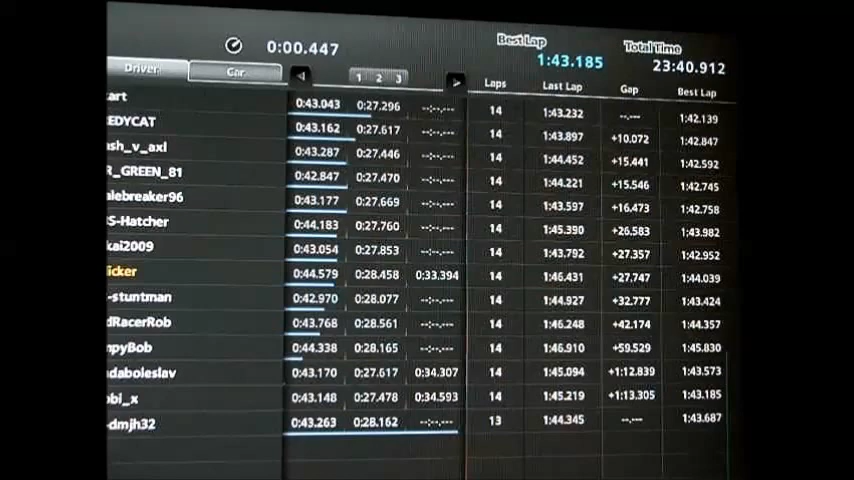 0:00.447 Best Lap 1:43.185 Total Time 23:40.912
Driver Car 1 2 3 Laps Last Lap Gap Best Lap
art 0:43.043 0:27.296 --:--.--- 14 1:43.232 --.--- 1:42.139
EDYCAT 0:43.162 0:27.617 --:--.--- 14 1:43.897 +10.072 1:42.847
sh_v_axl 0:43.287 0:27.446 --:--.--- 14 1:44.452 +15.441 1:42.592
R_GREEN_81 0:42.847 0:27.470 --:--.--- 14 1:44.221 +15.546 1:42.745
alebreaker96 0:43.177 0:27.669 --:--.--- 14 1:43.597 +16.473 1:42.758
S-Hatcher 0:44.183 0:27.760 --:--.--- 14 1:45.390 +26.583 1:43.982
kai2009 0:43.054 0:27.853 --:--.--- 14 1:43.792 +27.357 1:42.952
icker 0:44.579 0:28.458 0:33.394 14 1:46.431 +27.747 1:44.039
-stuntman 0:42.970 0:28.077 --:--.--- 14 1:44.927 +32.777 1:43.424
dRacerRob 0:43.768 0:28.561 --:--.--- 14 1:46.248 +42.174 1:44.357
mpyBob 0:44.338 0:28.165 --:--.--- 14 1:46.910 +59.529 1:45.830
daboleslav 0:43.170 0:27.617 0:34.307 14 1:45.094 +1:12.839 1:43.573
obi_x 0:43.148 0:27.478 0:34.593 14 1:45.219 +1:13.305 1:43.185
-dmjh32 0:43.263 0:28.162 --:--.--- 13 1:44.345 --.--- 1:43.687